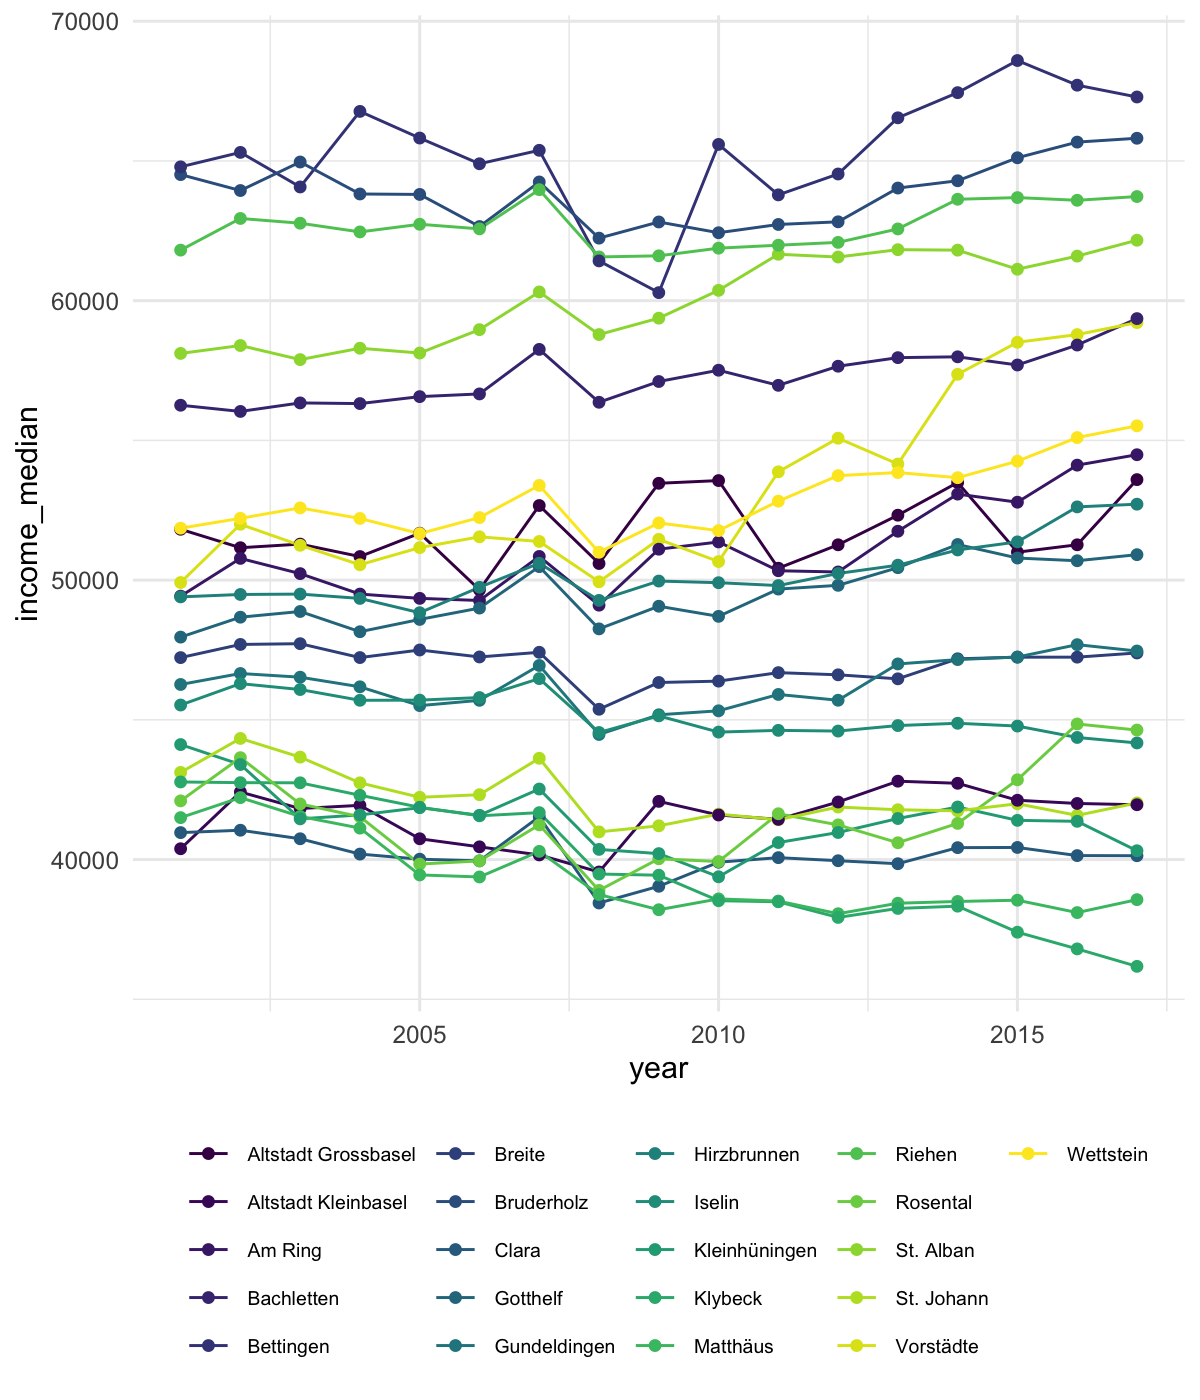 70000
60000
50000
40000
income_median
2005 2010 2015
year
Altstadt Grossbasel Breite Hirzbrunnen Riehen Wettstein
Altstadt Kleinbasel Bruderholz Iselin Rosental
Am Ring Clara Kleinhüningen St. Alban
Bachletten Gotthelf Klybeck St. Johann
Bettingen Gundeldingen Matthäus Vorstädte